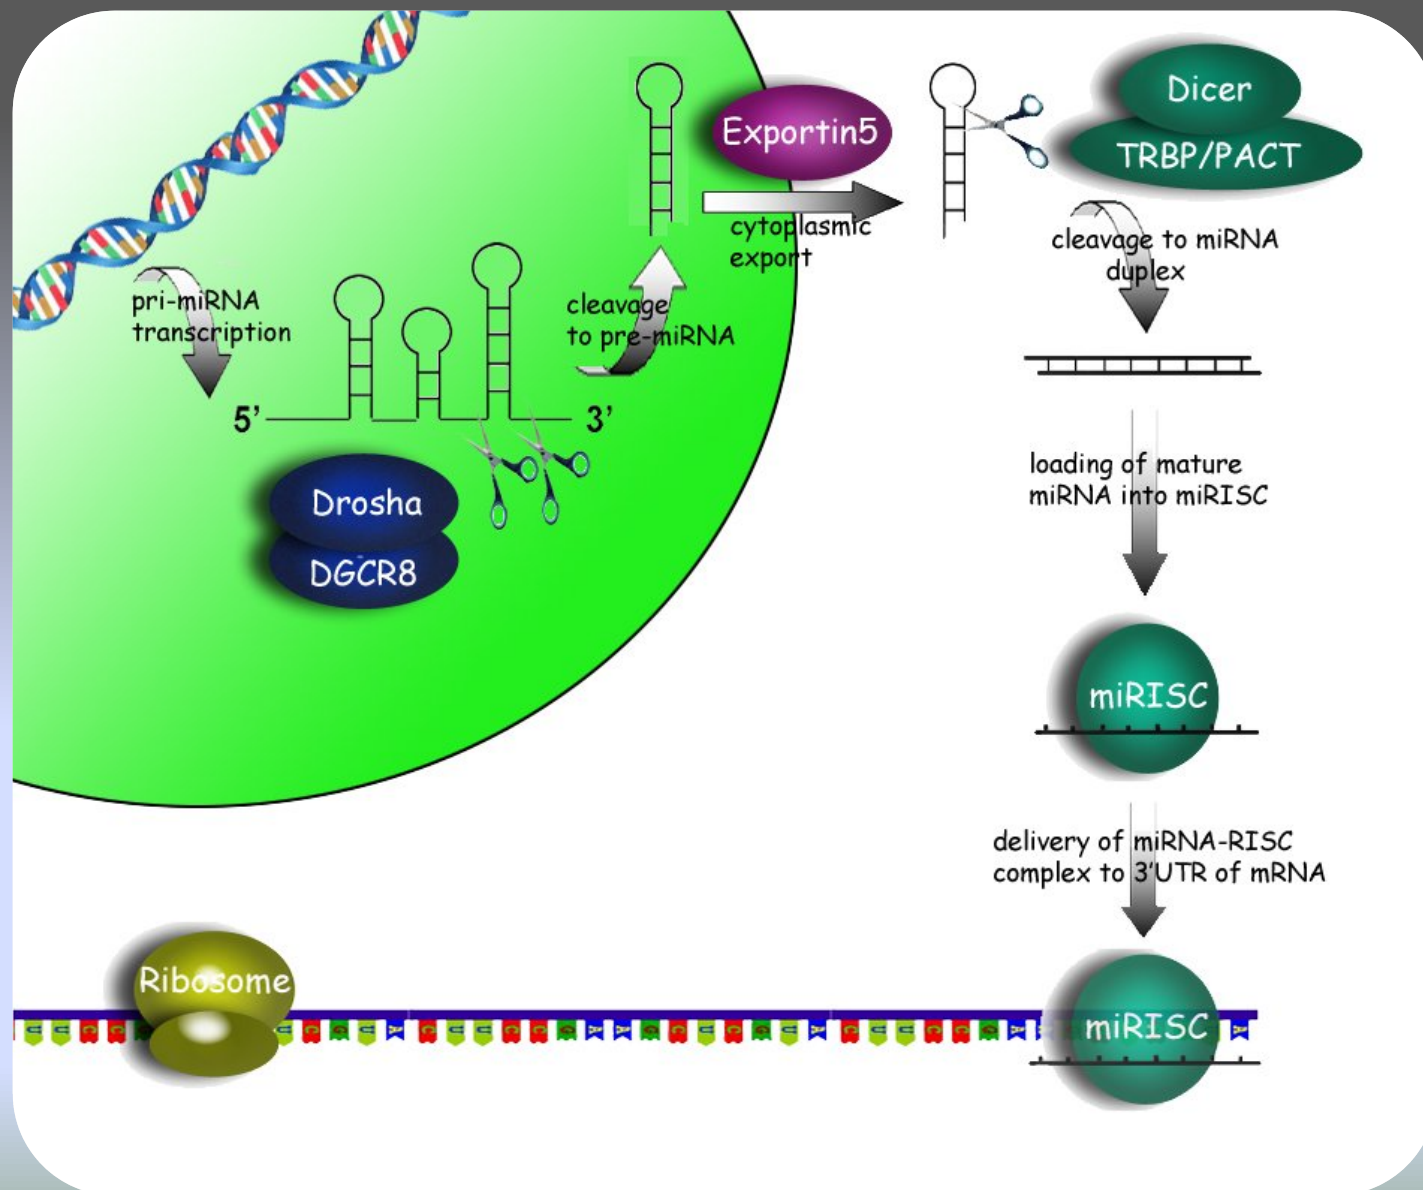 Exportin5
Dicer
TRBP/PACT
cytoplasmic
export
cleavage to miRNA
duplex
pri-miRNA
transcription
cleavage
to pre-miRNA
5’
3’
Drosha
DGCR8
loading of mature
miRNA into miRISC
miRISC
delivery of miRNA-RISC
complex to 3’UTR of mRNA
Ribosome
miRISC
U U C C G U C G U A C U U C C G A A G C U C G U A C U U C C G A A